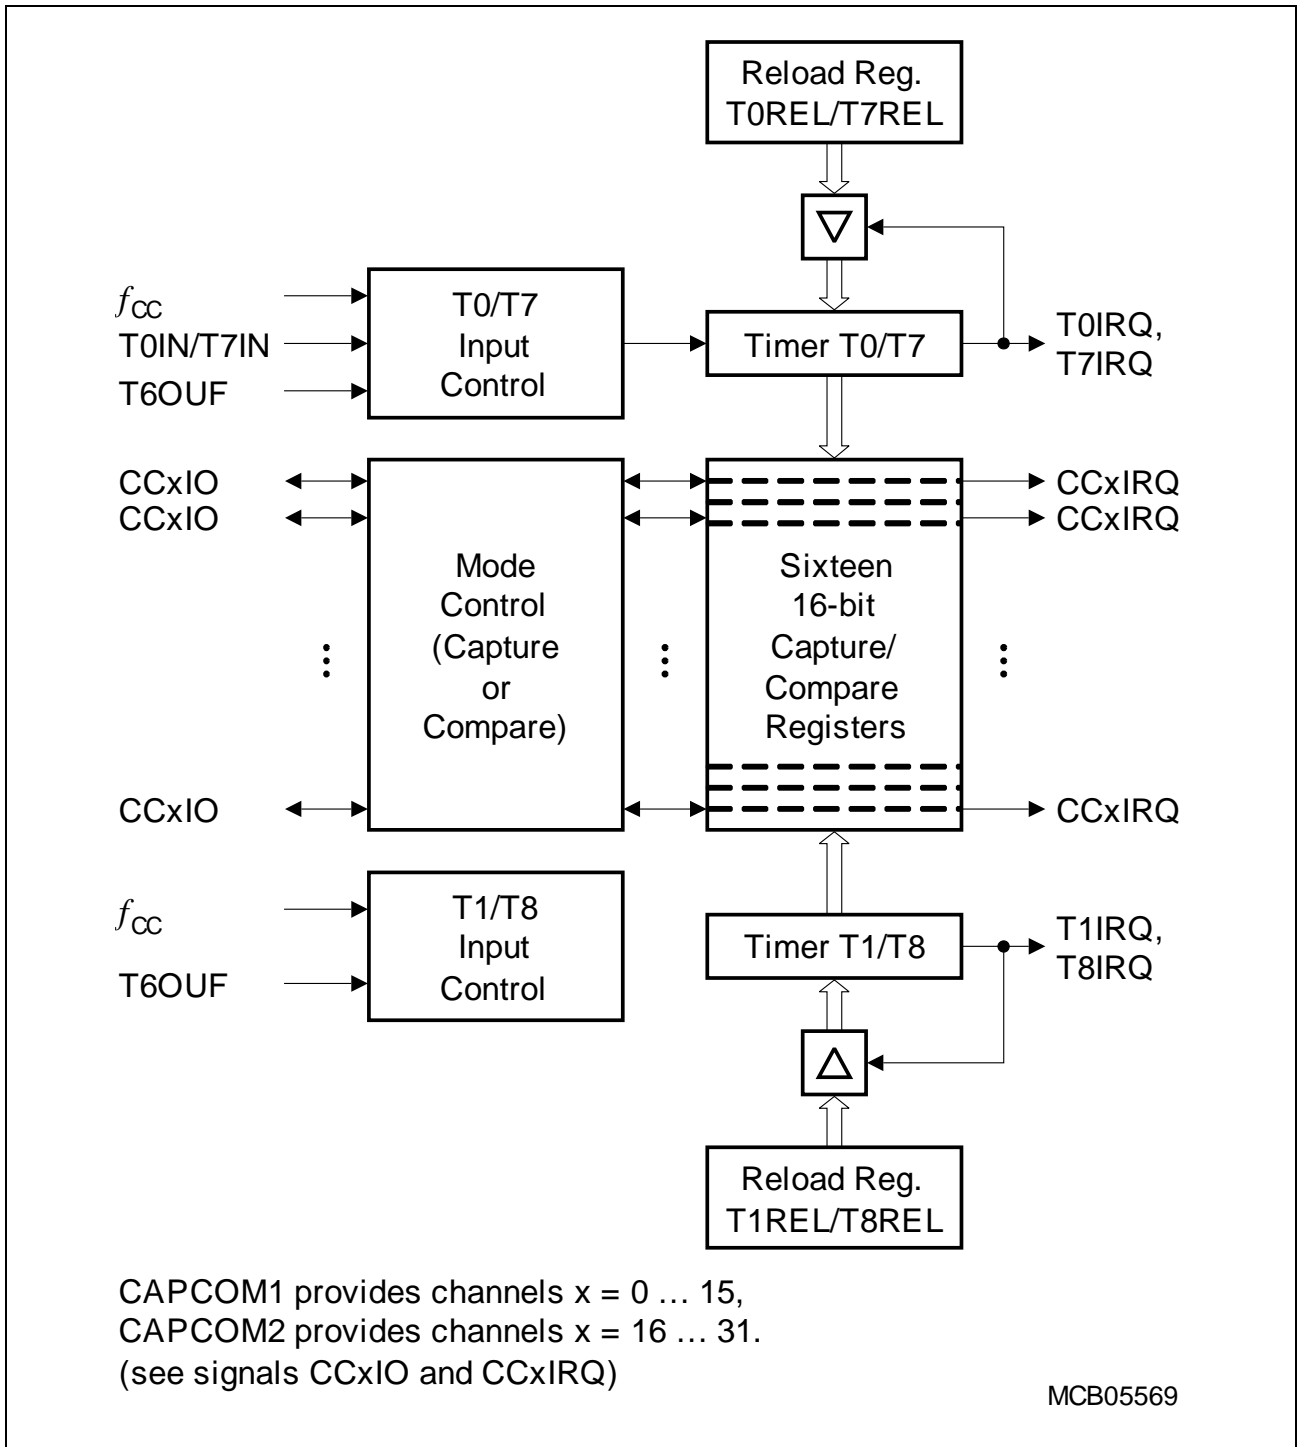 Reload Reg.
T0REL/T7REL
fCC
T0IN/T7IN
T6OUF
T0/T7
Input
Control
Timer T0/T7
T0IRQ,
T7IRQ
CCxIO
CCxIO
CCxIO
Mode
Control
(Capture
or
Compare)
Sixteen
16-bit
Capture/
Compare
Registers
CCxIRQ
CCxIRQ
CCxIRQ
fCC
T6OUF
T1/T8
Input
Control
Timer T1/T8
T1IRQ,
T8IRQ
Reload Reg.
T1REL/T8REL
CAPCOM1 provides channels x = 0 … 15,
CAPCOM2 provides channels x = 16 … 31.
(see signals CCxIO and CCxIRQ)
MCB05569